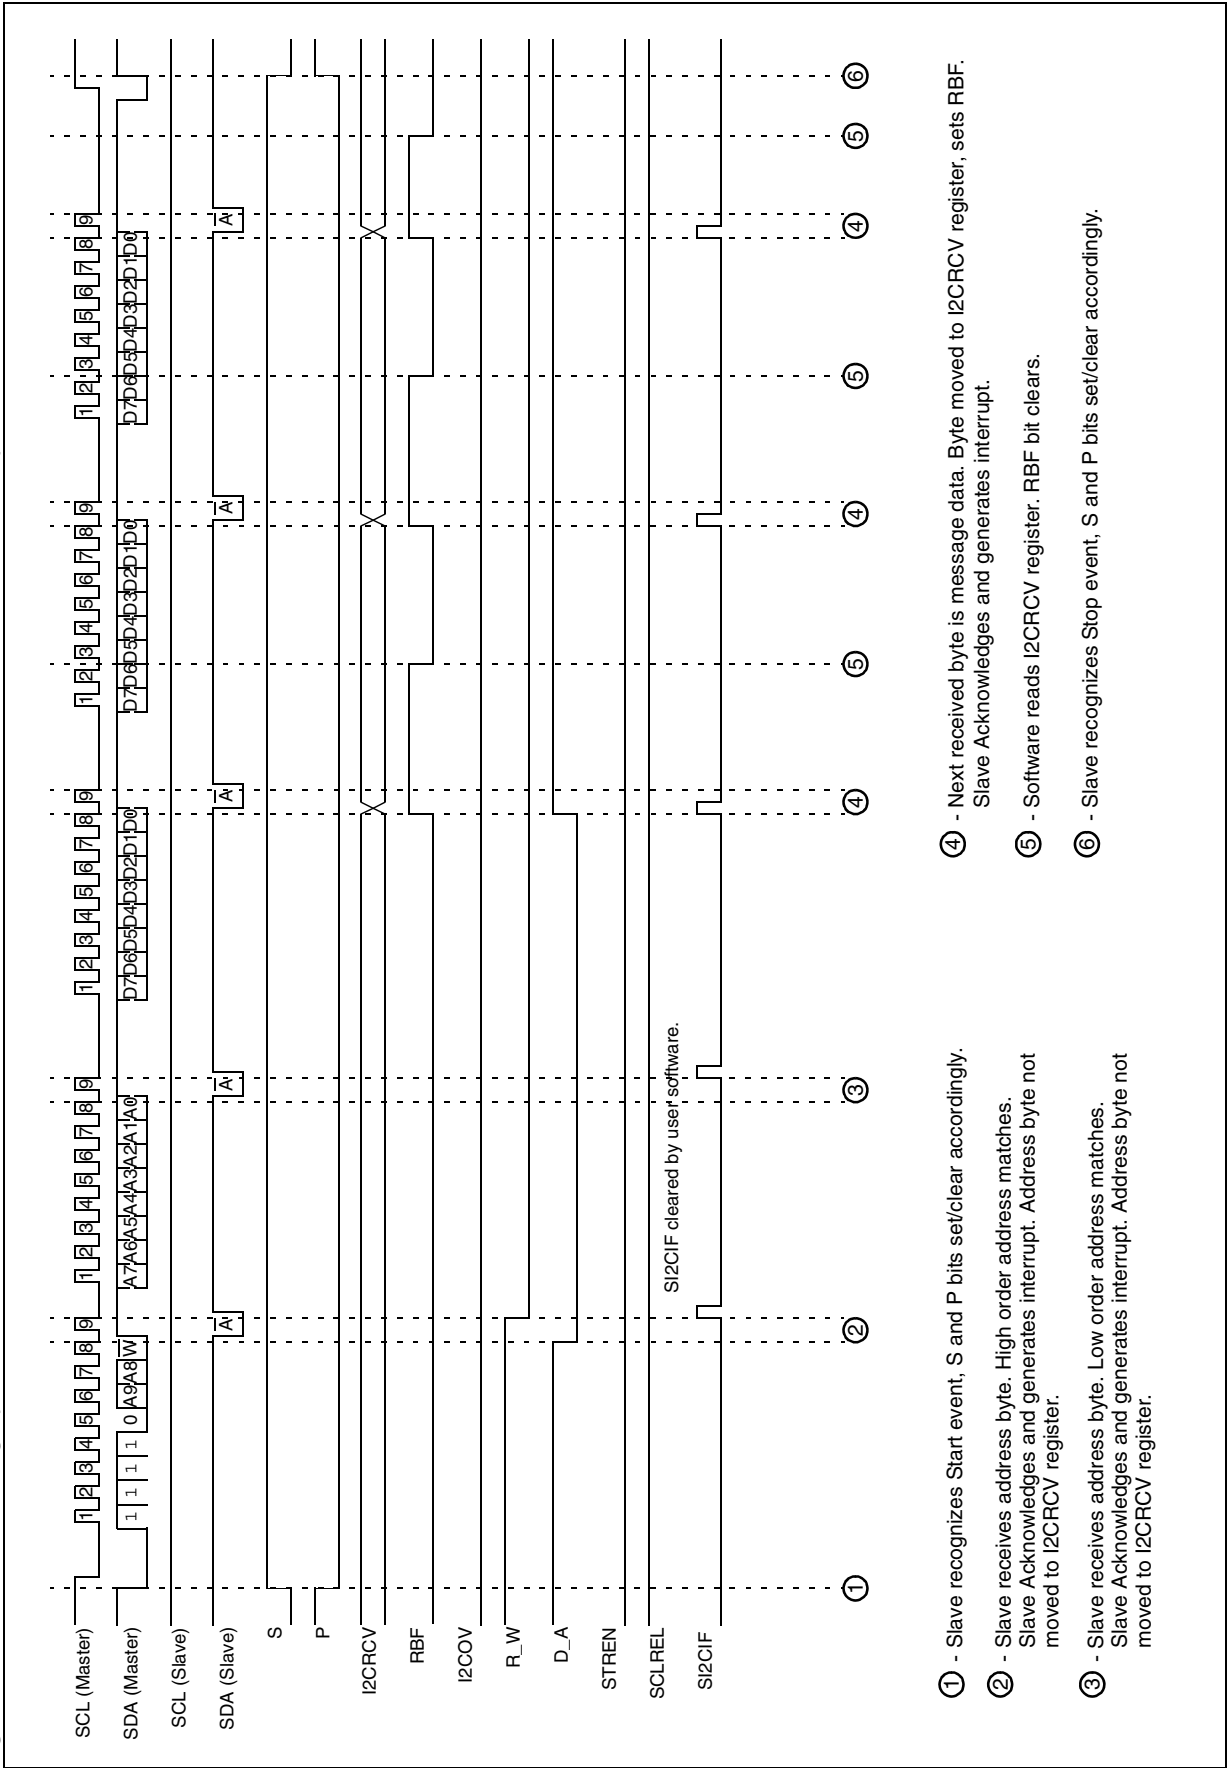 SCL (Master)
1 2 3 4 5 6 7 8 9 1 2 3 4 5 6 7 8 9 1 2 3 4 5 6 7 8 9 1 2 3 4 5 6 7 8 9 1 2 3 4 5 6 7 8 9
SDA (Master)
1 1 1 1 0 A9 A8 W A7 A6 A5 A4 A3 A2 A1 A0 D7 D6 D5 D4 D3 D2 D1 D0 D7 D6 D5 D4 D3 D2 D1 D0 D7 D6 D5 D4 D3 D2 D1 D0
SCL (Slave)
SDA (Slave)
A A A A A
S
P
I2CRCV
RBF
I2COV
R_W
D_A
STREN
SCLREL
SI2CIF cleared by user software.
SI2CIF
1 2 3 4 5 4 5 4 5 6
1 - Slave recognizes Start event, S and P bits set/clear accordingly.
2 - Slave receives address byte. High order address matches.
Slave Acknowledges and generates interrupt. Address byte not
moved to I2CRCV register.
3 - Slave receives address byte. Low order address matches.
Slave Acknowledges and generates interrupt. Address byte not
moved to I2CRCV register.
4 - Next received byte is message data. Byte moved to I2CRCV register, sets RBF.
Slave Acknowledges and generates interrupt.
5 - Software reads I2CRCV register. RBF bit clears.
6 - Slave recognizes Stop event, S and P bits set/clear accordingly.